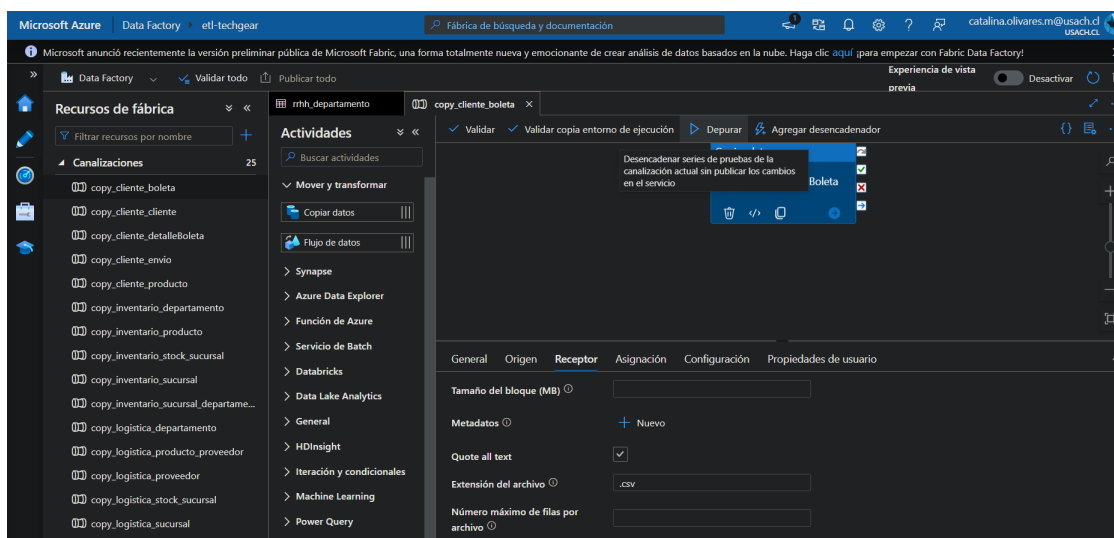 Microsoft Azure Data Factory etl-techgear Fábrica de búsqueda y documentación catalina.olivares.m@usach.cl
USACH.CL
Microsoft anunció recientemente la versión preliminar pública de Microsoft Fabric, una forma totalmente nueva y emocionante de crear análisis de datos basados en la nube. Haga clic aquí ¡para empezar con Fabric Data Factory!
Data Factory Validar todo Publicar todo Experiencia de vista previa Desactivar
Recursos de fábrica
Filtrar recursos por nombre
Canalizaciones 25
copy_cliente_boleta
copy_cliente_cliente
copy_cliente_detalleBoleta
copy_cliente_envio
copy_cliente_producto
copy_inventario_departamento
copy_inventario_producto
copy_inventario_stock_sucursal
copy_inventario_sucursal
copy_inventario_sucursal_departame...
copy_logistica_departamento
copy_logistica_producto_proveedor
copy_logistica_proveedor
copy_logistica_stock_sucursal
copy_logistica_sucursal
rrhh_departamento copy_cliente_boleta
Actividades
Buscar actividades
Mover y transformar
Copiar datos
Flujo de datos
Synapse
Azure Data Explorer
Función de Azure
Servicio de Batch
Databricks
Data Lake Analytics
General
HDInsight
Iteración y condicionales
Machine Learning
Power Query
Validar Validar copia entorno de ejecución Depurar Agregar desencadenador
Desencadenar series de pruebas de la
canalización actual sin publicar los cambios
en el servicio
Boleta
General Origen Receptor Asignación Configuración Propiedades de usuario
Tamaño del bloque (MB)
Metadatos Nuevo
Quote all text
Extensión del archivo .csv
Número máximo de filas por
archivo